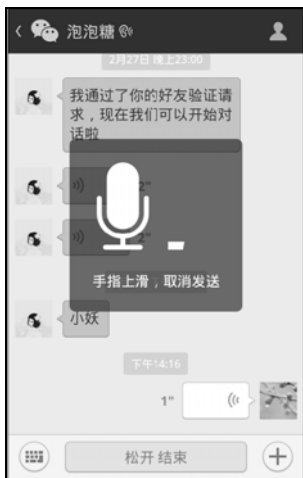 泡泡糖
2月27日 晚上23:00
我通过了你的好友验证请
求，现在我们可以开始对
话啦
2"
2"
手指上滑，取消发送
小妖
下午14:16
1"
松开 结束